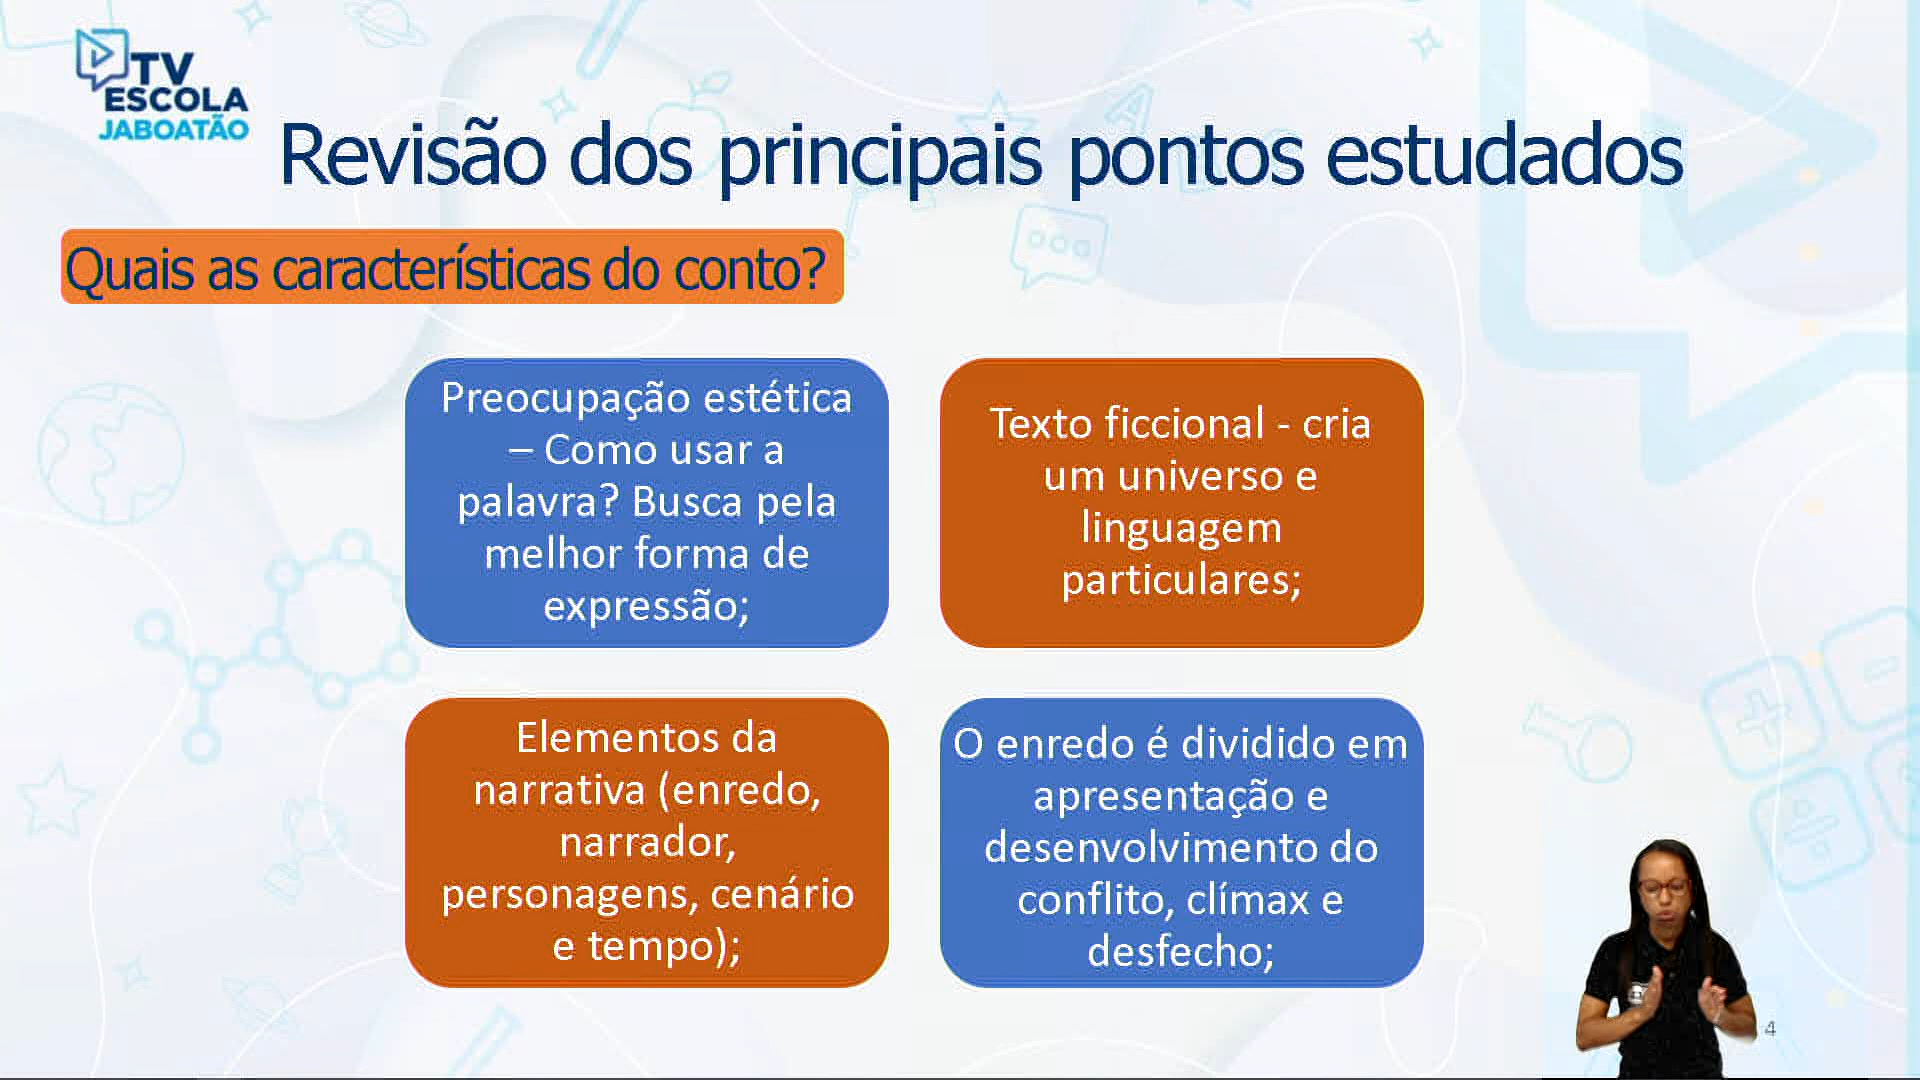 TV
ESCOLA
JABOATÃO
Revisão dos principais pontos estudados
Quais as características do conto?
Preocupação estética
– Como usar a
palavra? Busca pela
melhor forma de
expressão;
Texto ficcional - cria
um universo e
linguagem
particulares;
Elementos da
narrativa (enredo,
narrador,
personagens, cenário
e tempo);
O enredo é dividido em
apresentação e
desenvolvimento do
conflito, clímax e
desfecho;
4